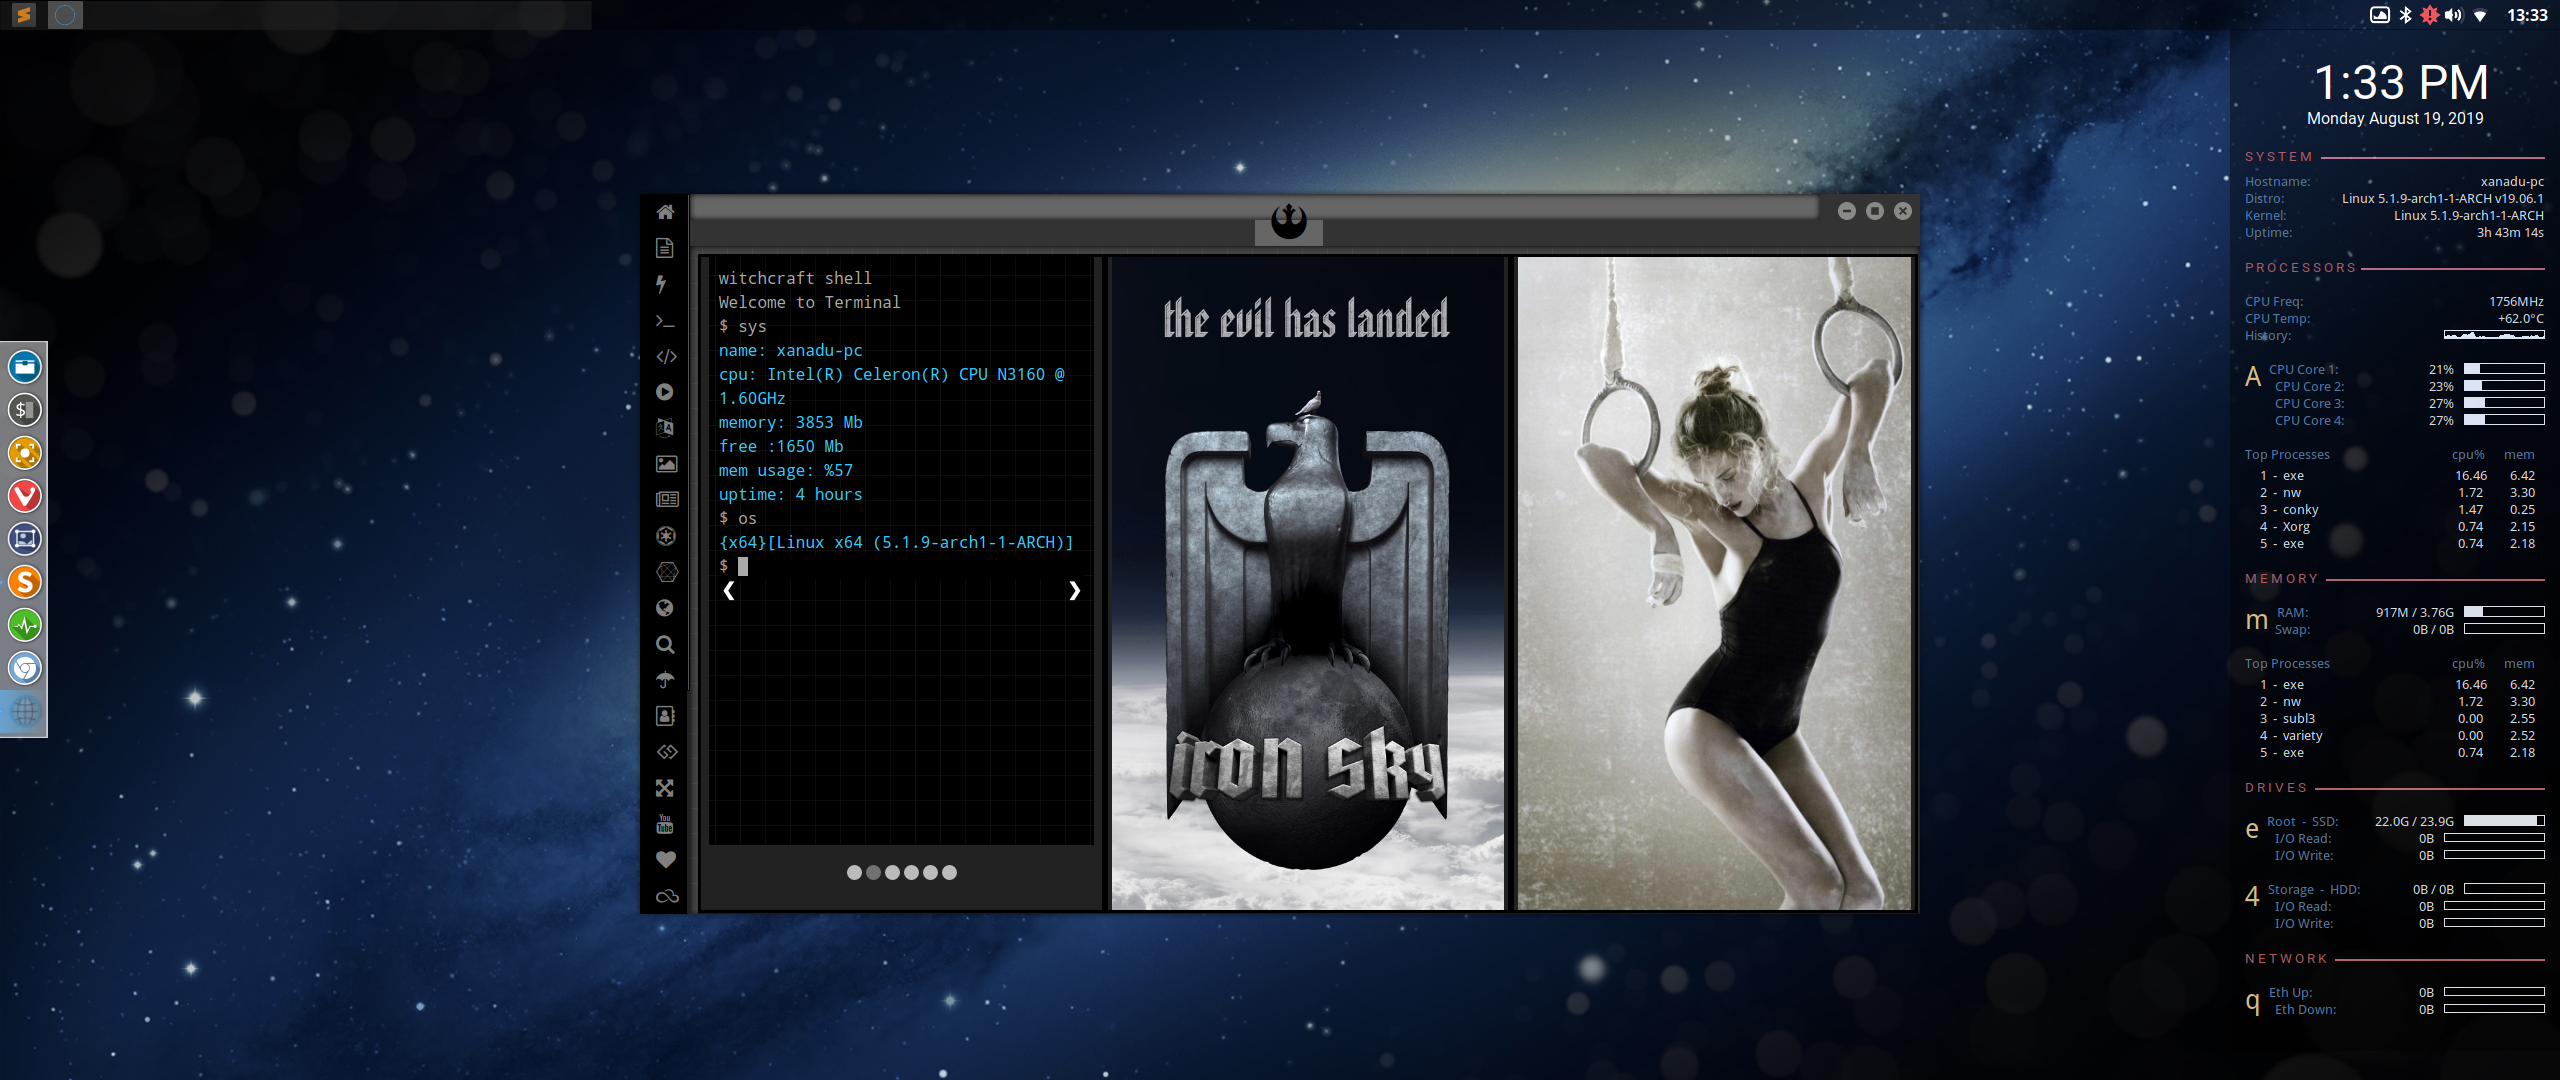 13:33
1:33 PM
Monday August 19, 2019
SYSTEM
Hostname: xanadu-pc
Distro: Linux 5.1.9-arch1-1-ARCH v19.06.1
Kernel: Linux 5.1.9-arch1-1-ARCH
Uptime: 3h 43m 14s
PROCESSORS
CPU Freq: 1756MHz
CPU Temp: +62.0°C
History:
A CPU Core 1: 21%
CPU Core 2: 23%
CPU Core 3: 27%
CPU Core 4: 27%
Top Processes cpu% mem
1 - exe 16.46 6.42
2 - nw 1.72 3.30
3 - conky 1.47 0.25
4 - Xorg 0.74 2.15
5 - exe 0.74 2.18
MEMORY
m RAM: 917M / 3.76G
Swap: 0B / 0B
Top Processes cpu% mem
1 - exe 16.46 6.42
2 - nw 1.72 3.30
3 - subl3 0.00 2.55
4 - variety 0.00 2.52
5 - exe 0.74 2.18
DRIVES
e Root - SSD: 22.0G / 23.9G
I/O Read: 0B
I/O Write: 0B
4 Storage - HDD: 0B / 0B
I/O Read: 0B
I/O Write: 0B
NETWORK
q Eth Up: 0B
Eth Down: 0B
witchcraft shell
Welcome to Terminal
$ sys
name: xanadu-pc
cpu: Intel(R) Celeron(R) CPU N3160 @
1.60GHz
memory: 3853 Mb
free :1650 Mb
mem usage: %57
uptime: 4 hours
$ os
{x64}[Linux x64 (5.1.9-arch1-1-ARCH)]
$
the evil has landed
iron sky
You
Tube
$
S